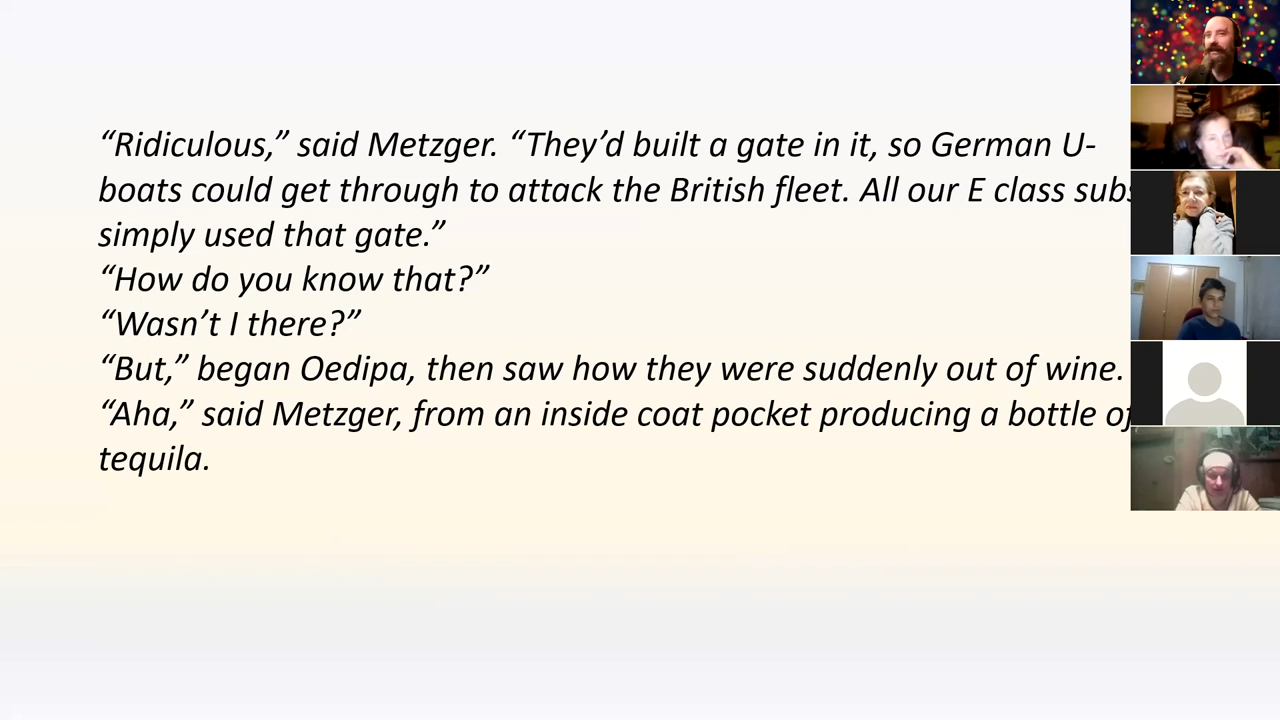 “Ridiculous,” said Metzger. “They’d built a gate in it, so German U-
boats could get through to attack the British fleet. All our E class subs
simply used that gate.”
“How do you know that?”
“Wasn’t I there?”
“But,” began Oedipa, then saw how they were suddenly out of wine.
“Aha,” said Metzger, from an inside coat pocket producing a bottle of
tequila.